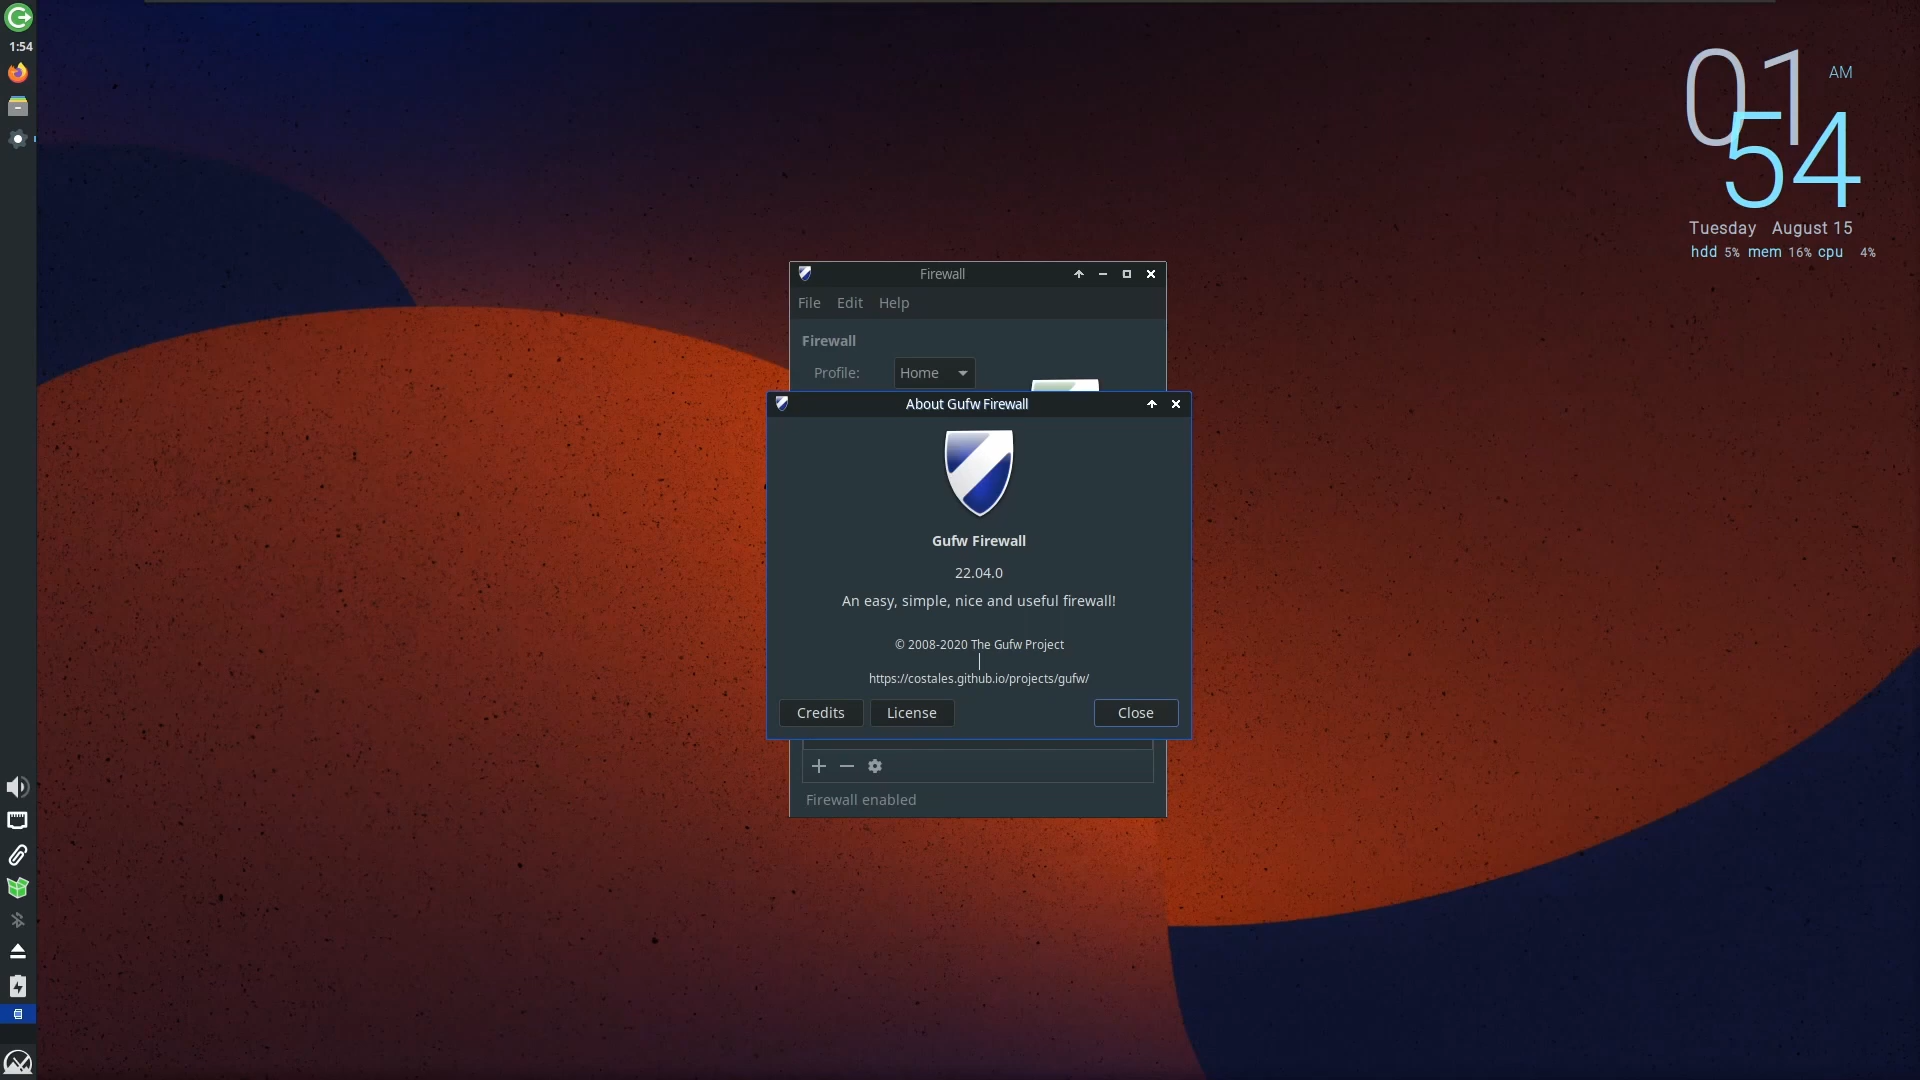 1:54
01 AM
54
Tuesday August 15
hdd 5% mem 16% cpu 4%
Firewall
File Edit Help
Firewall
Profile: Home
About Gufw Firewall
Gufw Firewall
22.04.0
An easy, simple, nice and useful firewall!
© 2008-2020 The Gufw Project
https://costales.github.io/projects/gufw/
Credits License Close
Firewall enabled